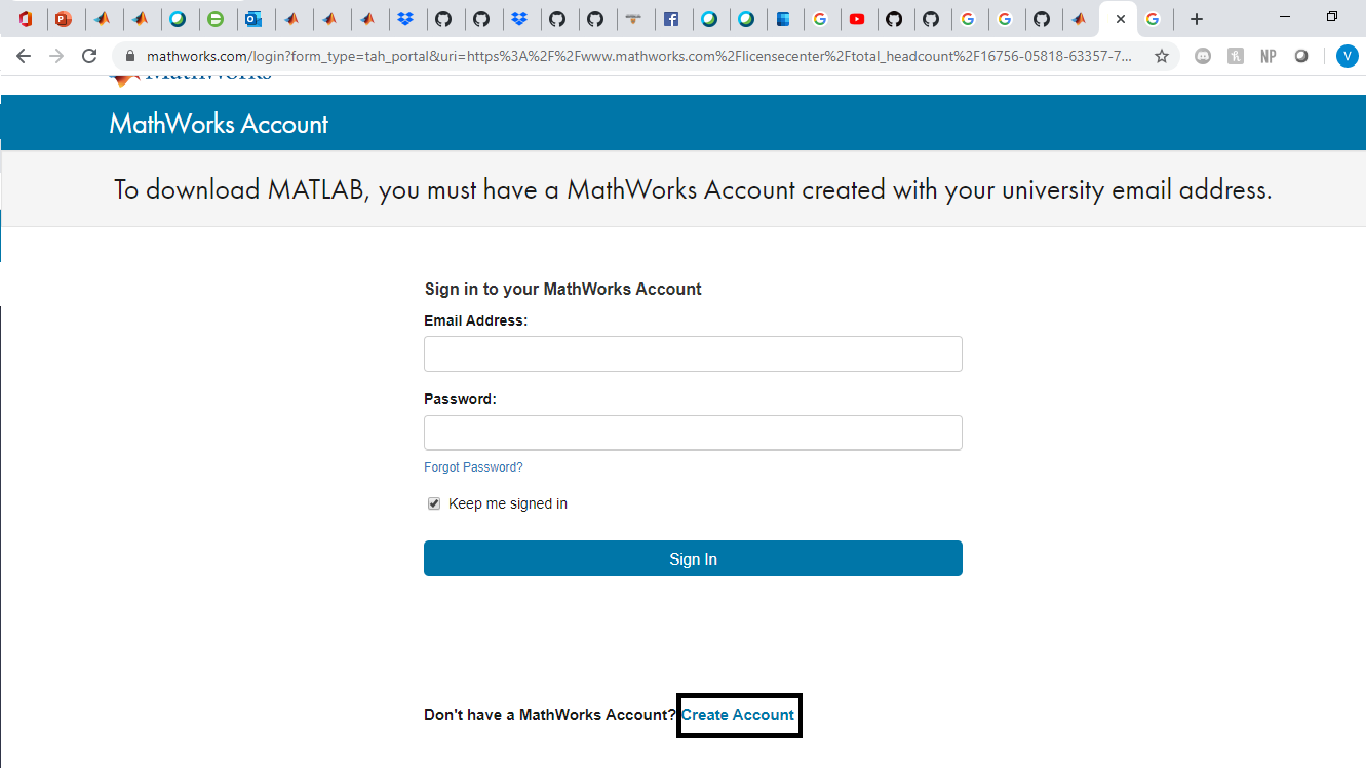 mathworks.com/login?form_type=tah_portal&uri=https%3A%2F%2Fwww.mathworks.com%2Flicensecenter%2Ftotal_headcount%2F16756-05818-63357-7...
NP
V
MathWorks
MathWorks Account
To download MATLAB, you must have a MathWorks Account created with your university email address.
Sign in to your MathWorks Account
Email Address:
Password:
Forgot Password?
Keep me signed in
Sign In
Don't have a MathWorks Account? Create Account